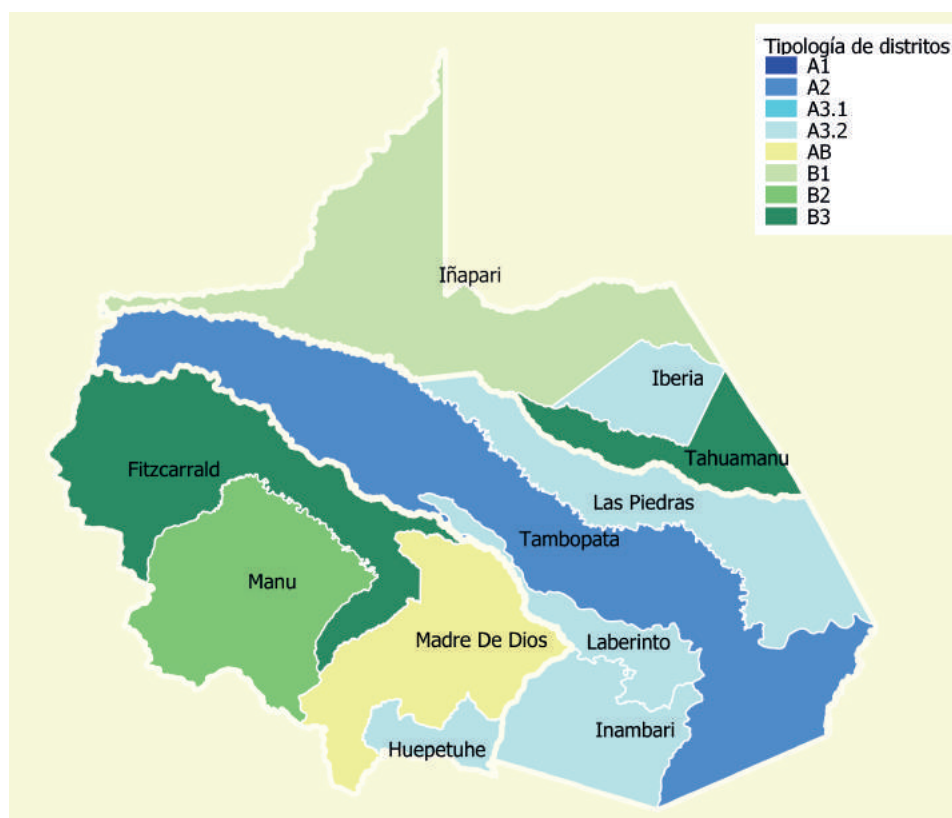 Tipología de distritos
A1
A2
A3.1
A3.2
AB
B1
B2
B3
Iñapari
Iberia
Tahuamanu
Fitzcarrald
Las Piedras
Tambopata
Manu
Madre De Dios
Laberinto
Inambari
Huepetuhe